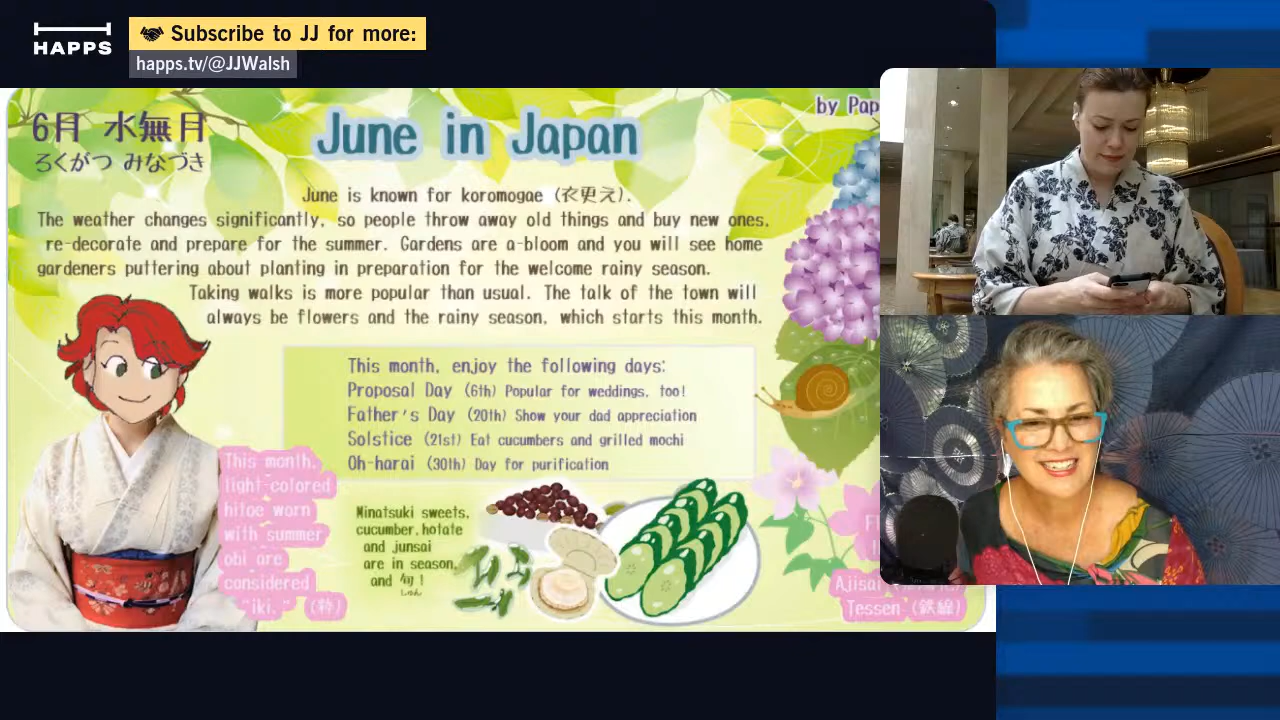 HAPPS
Subscribe to JJ for more:
happs.tv/@JJWalsh
by Pap
6月 水無月
ろくがつ みなづき
June in Japan
June is known for koromogae (衣更え).
The weather changes significantly, so people throw away old things and buy new ones,
re-decorate and prepare for the summer. Gardens are a-bloom and you will see home
gardeners puttering about planting in preparation for the welcome rainy season.
Taking walks is more popular than usual. The talk of the town will
always be flowers and the rainy season, which starts this month.
This month, enjoy the following days:
Proposal Day (6th) Popular for weddings, too!
Father's Day (20th) Show your dad appreciation
Solstice (21st) Eat cucumbers and grilled mochi
Oh-harai (30th) Day for purification
This month,
light-colored
hitoe worn
with summer
obi are
considered
"iki." (粋)
Minatsuki sweets,
cucumber, hotate
and junsai
are in season,
and 旬!
しゅん
Ajisai
Tessen (鉄線)